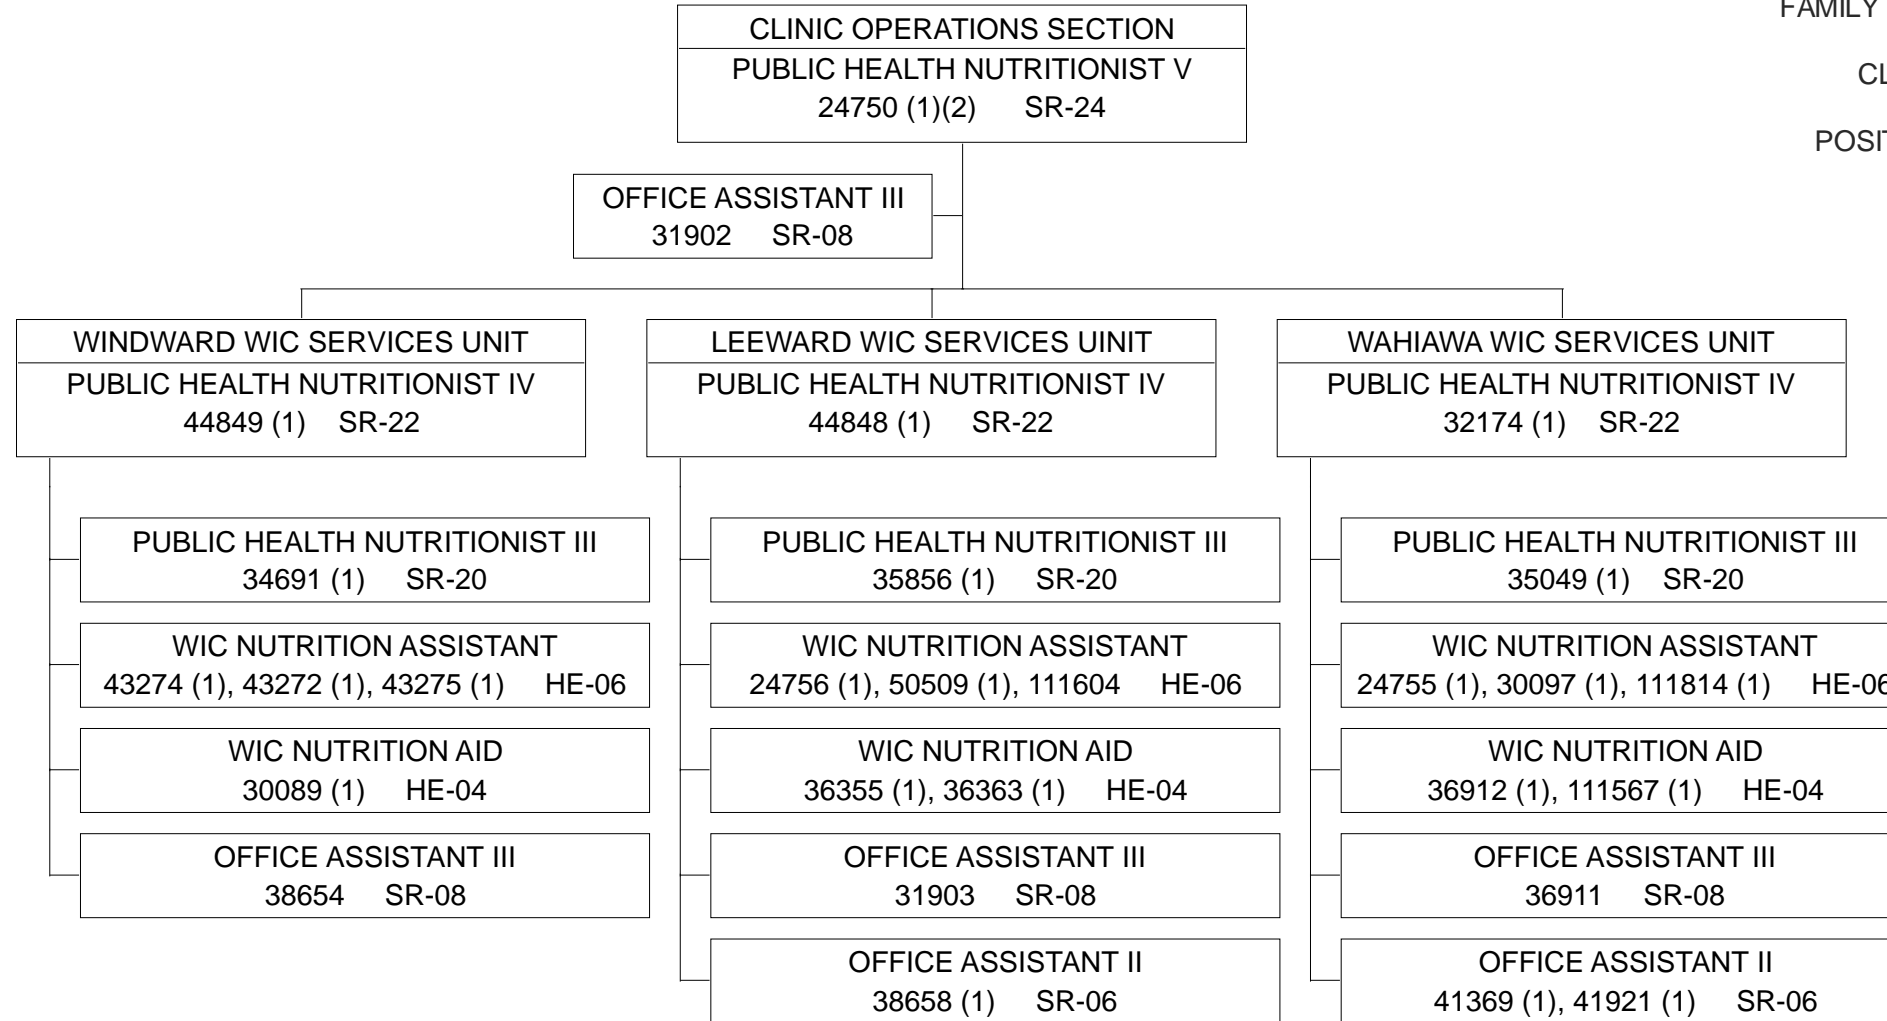 FAMILY
CL
POSIT
CLINIC OPERATIONS SECTION
PUBLIC HEALTH NUTRITIONIST V
24750 (1)(2) SR-24
OFFICE ASSISTANT III
31902 SR-08
WINDWARD WIC SERVICES UNIT
PUBLIC HEALTH NUTRITIONIST IV
44849 (1) SR-22
PUBLIC HEALTH NUTRITIONIST III
34691 (1) SR-20
WIC NUTRITION ASSISTANT
43274 (1), 43272 (1), 43275 (1) HE-06
WIC NUTRITION AID
30089 (1) HE-04
OFFICE ASSISTANT III
38654 SR-08
LEEWARD WIC SERVICES UINIT
PUBLIC HEALTH NUTRITIONIST IV
44848 (1) SR-22
PUBLIC HEALTH NUTRITIONIST III
35856 (1) SR-20
WIC NUTRITION ASSISTANT
24756 (1), 50509 (1), 111604 HE-06
WIC NUTRITION AID
36355 (1), 36363 (1) HE-04
OFFICE ASSISTANT III
31903 SR-08
OFFICE ASSISTANT II
38658 (1) SR-06
WAHIAWA WIC SERVICES UNIT
PUBLIC HEALTH NUTRITIONIST IV
32174 (1) SR-22
PUBLIC HEALTH NUTRITIONIST III
35049 (1) SR-20
WIC NUTRITION ASSISTANT
24755 (1), 30097 (1), 111814 (1) HE-06
WIC NUTRITION AID
36912 (1), 111567 (1) HE-04
OFFICE ASSISTANT III
36911 SR-08
OFFICE ASSISTANT II
41369 (1), 41921 (1) SR-06